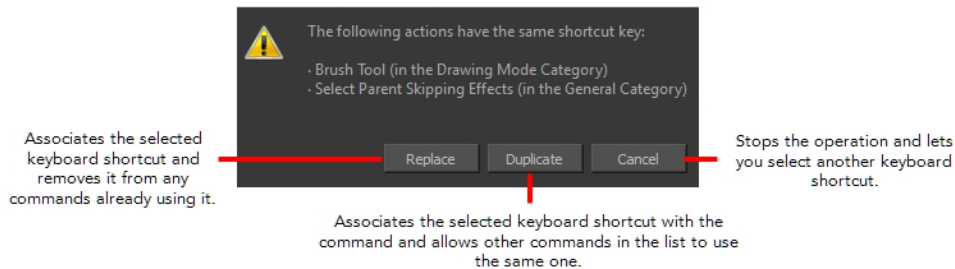 The following actions have the same shortcut key:
· Brush Tool (in the Drawing Mode Category)
· Select Parent Skipping Effects (in the General Category)
Replace Duplicate Cancel
Associates the selected
keyboard shortcut and
removes it from any
commands already using it.
Stops the operation and lets
you select another keyboard
shortcut.
Associates the selected keyboard shortcut with the
command and allows other commands in the list to use
the same one.